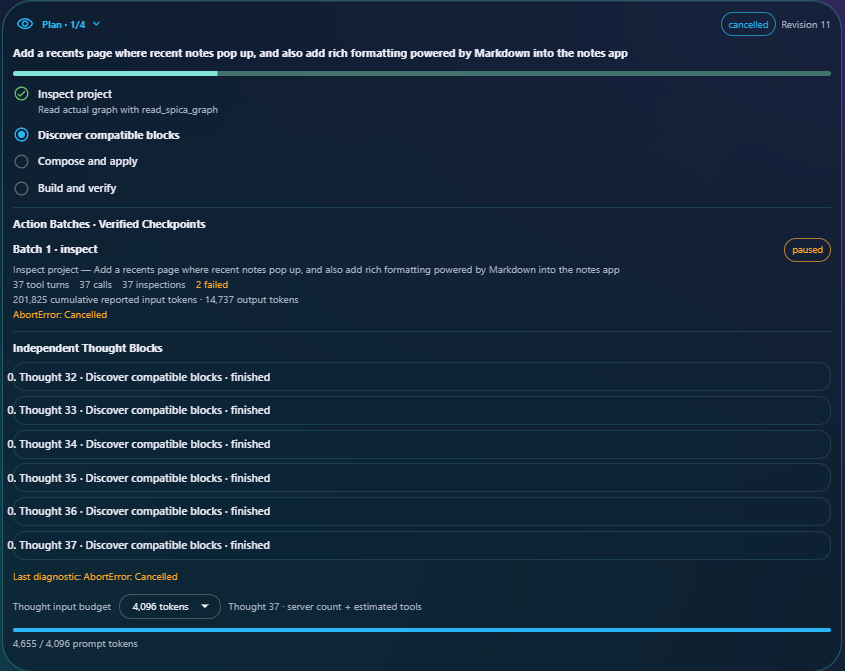 Plan · 1/4
cancelled
Revision 11
Add a recents page where recent notes pop up, and also add rich formatting powered by Markdown into the notes app
Inspect project
Read actual graph with read_spica_graph
Discover compatible blocks
Compose and apply
Build and verify
Action Batches · Verified Checkpoints
Batch 1 · inspect
paused
Inspect project — Add a recents page where recent notes pop up, and also add rich formatting powered by Markdown into the notes app
37 tool turns 37 calls 37 inspections 2 failed
201,825 cumulative reported input tokens · 14,737 output tokens
AbortError: Cancelled
Independent Thought Blocks
0. Thought 32 · Discover compatible blocks · finished
0. Thought 33 · Discover compatible blocks · finished
0. Thought 34 · Discover compatible blocks · finished
0. Thought 35 · Discover compatible blocks · finished
0. Thought 36 · Discover compatible blocks · finished
0. Thought 37 · Discover compatible blocks · finished
Last diagnostic: AbortError: Cancelled
Thought input budget 4,096 tokens Thought 37 · server count + estimated tools
4,655 / 4,096 prompt tokens